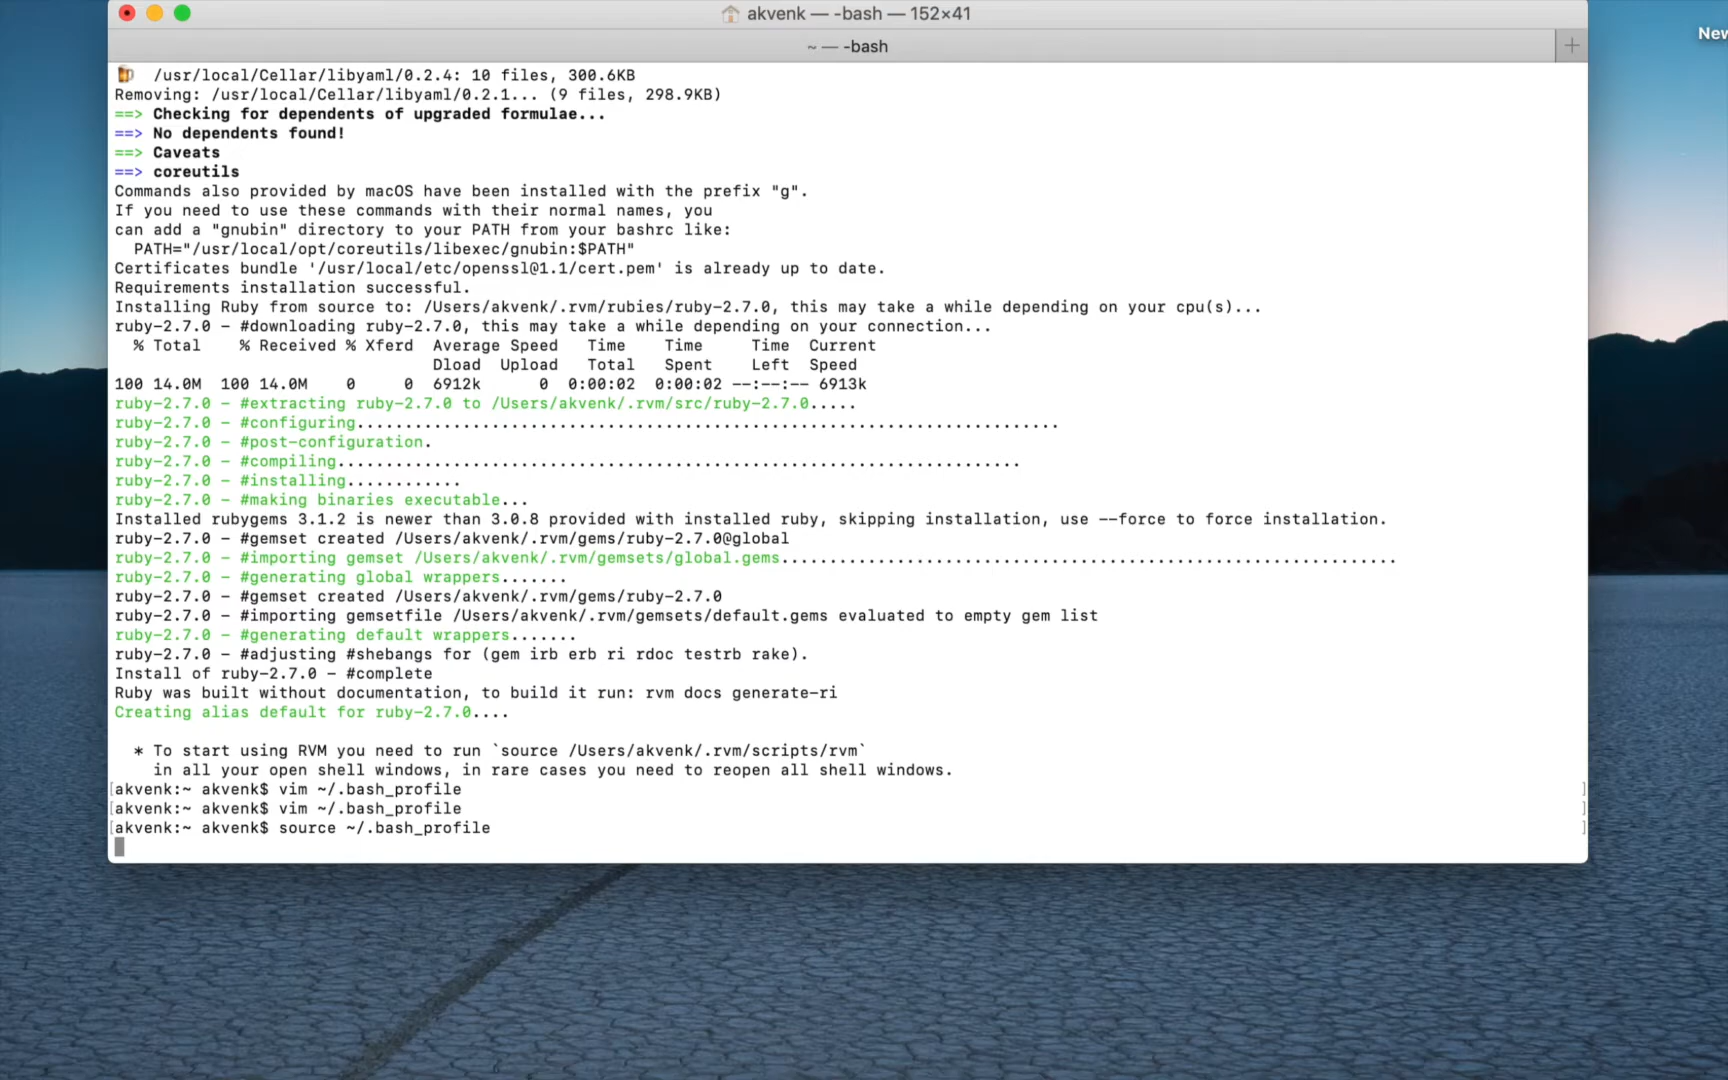 akvenk — -bash — 152×41
~ — -bash
New
/usr/local/Cellar/libyaml/0.2.4: 10 files, 300.6KB
Removing: /usr/local/Cellar/libyaml/0.2.1... (9 files, 298.9KB)
==> Checking for dependents of upgraded formulae...
==> No dependents found!
==> Caveats
==> coreutils
Commands also provided by macOS have been installed with the prefix "g".
If you need to use these commands with their normal names, you
can add a "gnubin" directory to your PATH from your bashrc like:
  PATH="/usr/local/opt/coreutils/libexec/gnubin:$PATH"
Certificates bundle '/usr/local/etc/openssl@1.1/cert.pem' is already up to date.
Requirements installation successful.
Installing Ruby from source to: /Users/akvenk/.rvm/rubies/ruby-2.7.0, this may take a while depending on your cpu(s)...
ruby-2.7.0 - #downloading ruby-2.7.0, this may take a while depending on your connection...
  % Total    % Received % Xferd  Average Speed   Time    Time     Time  Current
                                 Dload  Upload   Total   Spent    Left  Speed
100 14.0M  100 14.0M    0     0  6912k      0  0:00:02  0:00:02 --:--:-- 6913k
ruby-2.7.0 - #extracting ruby-2.7.0 to /Users/akvenk/.rvm/src/ruby-2.7.0.....
ruby-2.7.0 - #configuring.........................................................................
ruby-2.7.0 - #post-configuration.
ruby-2.7.0 - #compiling.......................................................................
ruby-2.7.0 - #installing............
ruby-2.7.0 - #making binaries executable...
Installed rubygems 3.1.2 is newer than 3.0.8 provided with installed ruby, skipping installation, use --force to force installation.
ruby-2.7.0 - #gemset created /Users/akvenk/.rvm/gems/ruby-2.7.0@global
ruby-2.7.0 - #importing gemset /Users/akvenk/.rvm/gemsets/global.gems................................................................
ruby-2.7.0 - #generating global wrappers.......
ruby-2.7.0 - #gemset created /Users/akvenk/.rvm/gems/ruby-2.7.0
ruby-2.7.0 - #importing gemsetfile /Users/akvenk/.rvm/gemsets/default.gems evaluated to empty gem list
ruby-2.7.0 - #generating default wrappers.......
ruby-2.7.0 - #adjusting #shebangs for (gem irb erb ri rdoc testrb rake).
Install of ruby-2.7.0 - #complete
Ruby was built without documentation, to build it run: rvm docs generate-ri
Creating alias default for ruby-2.7.0....
  * To start using RVM you need to run `source /Users/akvenk/.rvm/scripts/rvm`
    in all your open shell windows, in rare cases you need to reopen all shell windows.
[akvenk:~ akvenk$ vim ~/.bash_profile ]
[akvenk:~ akvenk$ vim ~/.bash_profile ]
[akvenk:~ akvenk$ source ~/.bash_profile ]